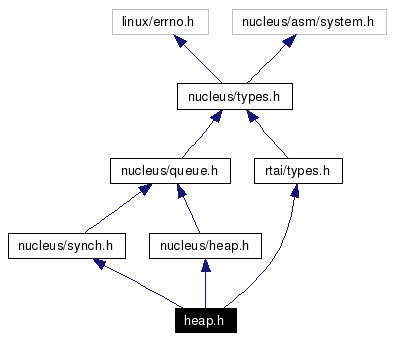 linux/errno.h
nucleus/asm/system.h
nucleus/types.h
nucleus/queue.h
rtai/types.h
nucleus/synch.h
nucleus/heap.h
heap.h